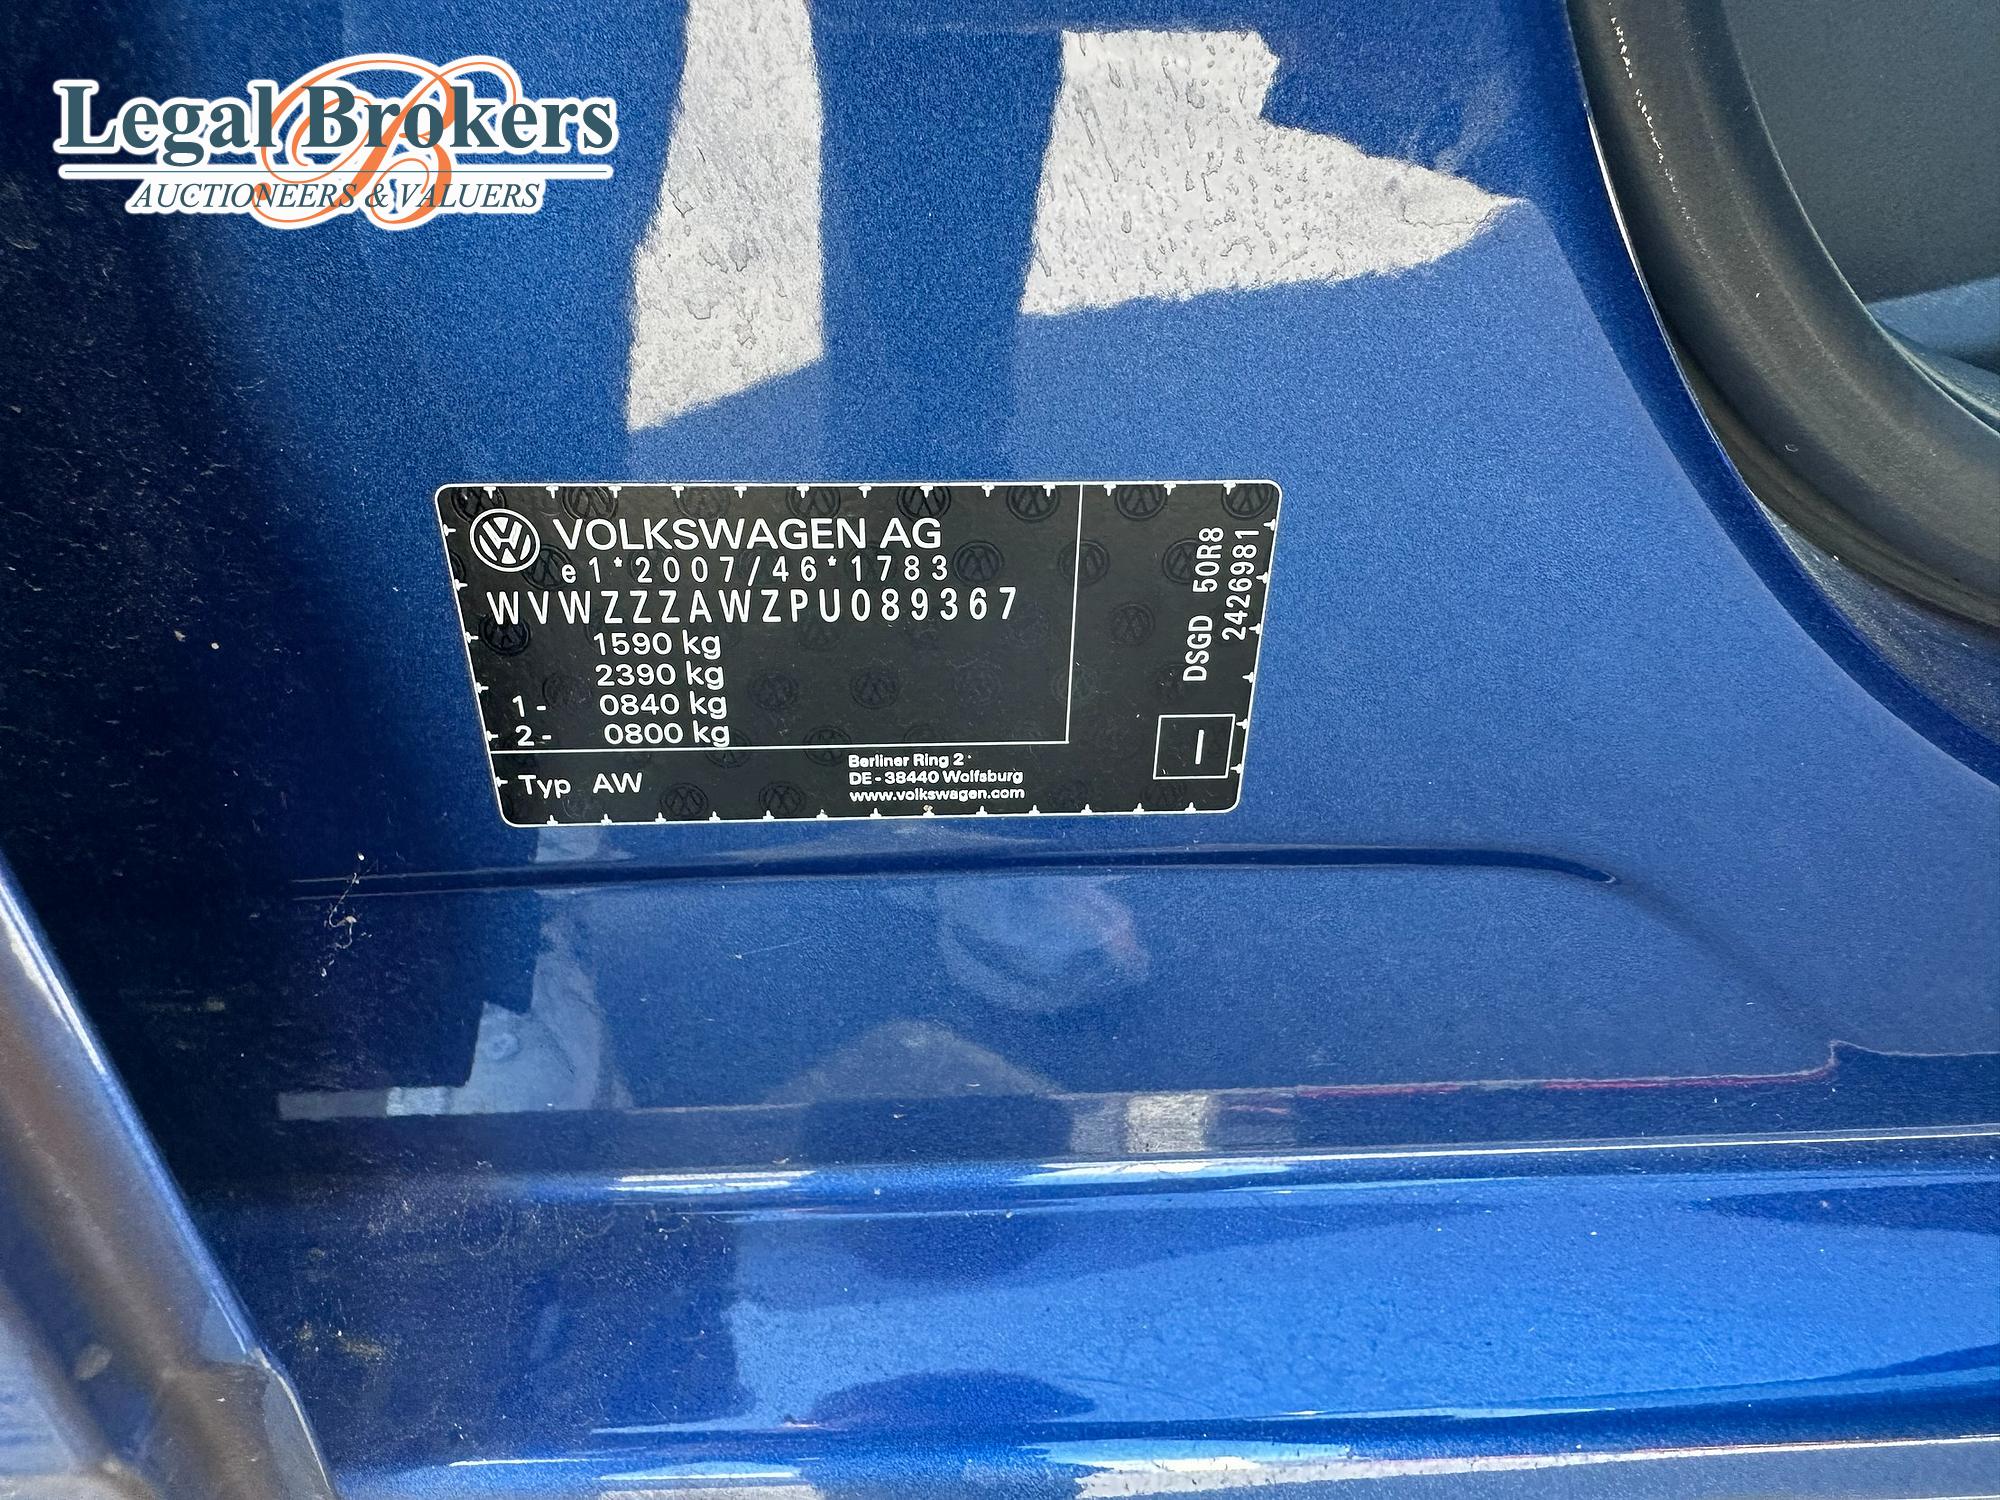 Legal Brokers
AUCTIONEERS & VALUERS
VOLKSWAGEN AG
e1*2007/46*1783
WVWZZZAWZPU089367
1590 kg
2390 kg
1- 0840 kg
2- 0800 kg
Typ AW
Berliner Ring 2
DE-38440 Wolfsburg
www.volkswagen.com
DSGD 50R8
2426981
I